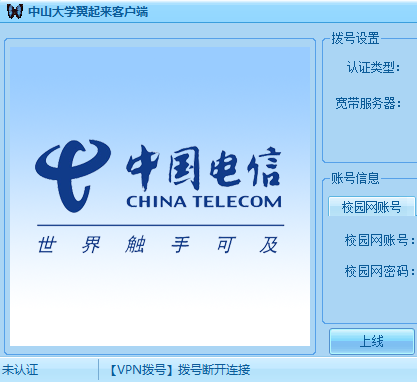 中山大学翼起来客户端
中国电信
CHINA TELECOM
世界触手可及
拨号设置
认证类型：
宽带服务器：
账号信息
校园网账号
校园网账号：
校园网密码：
上线
未认证
【VPN拨号】拨号断开连接